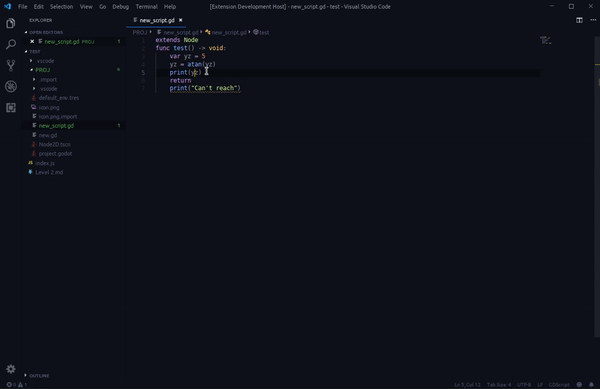 File Edit Selection View Go Debug Terminal Help
[Extension Development Host] - new_script.gd - test - Visual Studio Code
EXPLORER
OPEN EDITORS
new_script.gd PROJ 1
TEST
.vscode
PROJ
.import
.vscode
default_env.tres
icon.png
icon.png.import
new_script.gd 1
new.gd
Node2D.tscn
project.godot
index.js
Level 2.md
OUTLINE
new_script.gd
PROJ › new_script.gd › new_script.gd › test
1 extends Node
2 func test() -> void:
3 var yz = 5
4 yz = atan(yz)
5 print(yz)
6 return
7 print("Can't reach")
0 1
Ln 5, Col 12 Tab Size: 4 UTF-8 LF GDScript